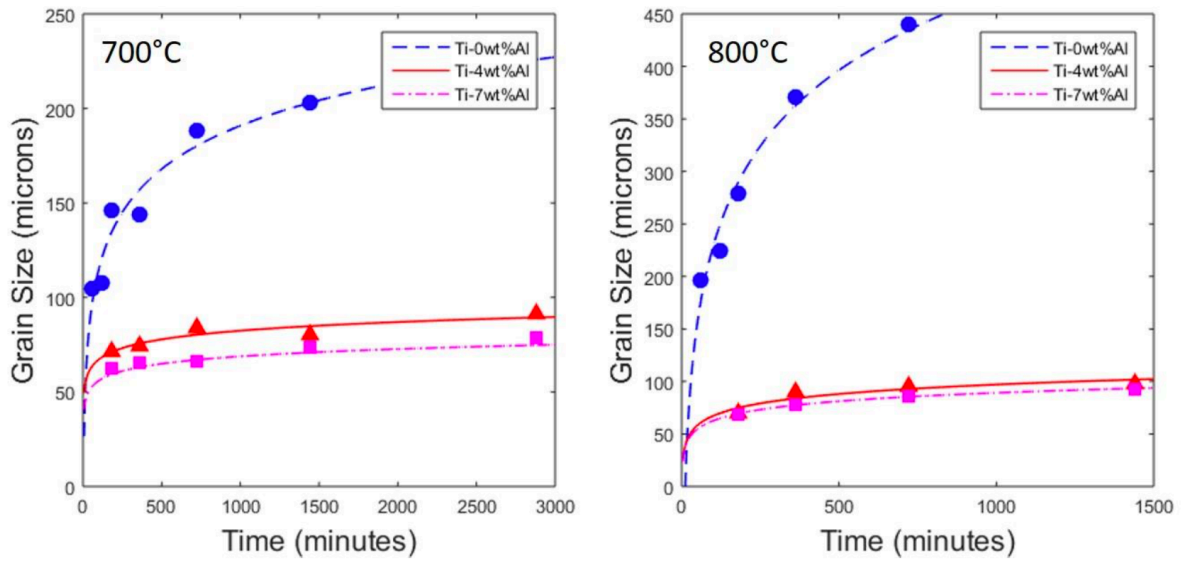 700°C
Ti-0wt%Al
Ti-4wt%Al
Ti-7wt%Al
250
200
150
100
50
0
0 500 1000 1500 2000 2500 3000
Grain Size (microns)
Time (minutes)
800°C
Ti-0wt%Al
Ti-4wt%Al
Ti-7wt%Al
450
400
350
300
250
200
150
100
50
0
0 500 1000 1500
Grain Size (microns)
Time (minutes)